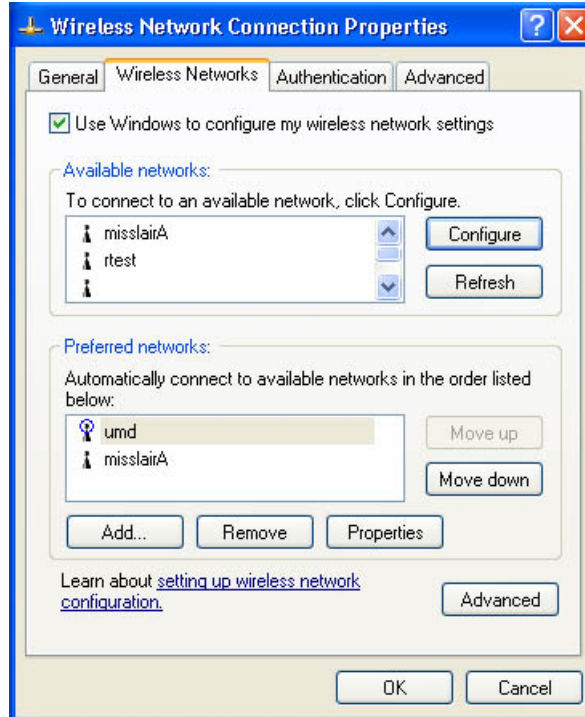 Wireless Network Connection Properties
?
X
General
Wireless Networks
Authentication
Advanced
Use Windows to configure my wireless network settings
Available networks:
To connect to an available network, click Configure.
misslairA
rtest
Configure
Refresh
Preferred networks:
Automatically connect to available networks in the order listed
below:
umd
misslairA
Move up
Move down
Add...
Remove
Properties
Learn about setting up wireless network
configuration.
Advanced
OK
Cancel